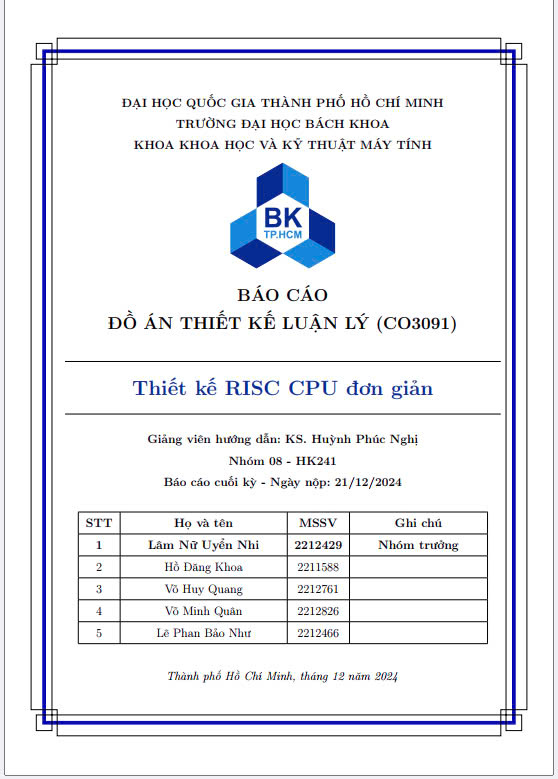 ĐẠI HỌC QUỐC GIA THÀNH PHỐ HỒ CHÍ MINH
TRƯỜNG ĐẠI HỌC BÁCH KHOA
KHOA KHOA HỌC VÀ KỸ THUẬT MÁY TÍNH
BK
TP.HCM
BÁO CÁO
ĐỒ ÁN THIẾT KẾ LUẬN LÝ (CO3091)
Thiết kế RISC CPU đơn giản
Giảng viên hướng dẫn: KS. Huỳnh Phúc Nghị
Nhóm 08 - HK241
Báo cáo cuối kỳ - Ngày nộp: 21/12/2024
STT Họ và tên MSSV Ghi chú
1 Lâm Nữ Uyển Nhi 2212429 Nhóm trưởng
2 Hồ Đăng Khoa 2211588
3 Võ Huy Quang 2212761
4 Võ Minh Quân 2212826
5 Lê Phan Bảo Như 2212466
Thành phố Hồ Chí Minh, tháng 12 năm 2024